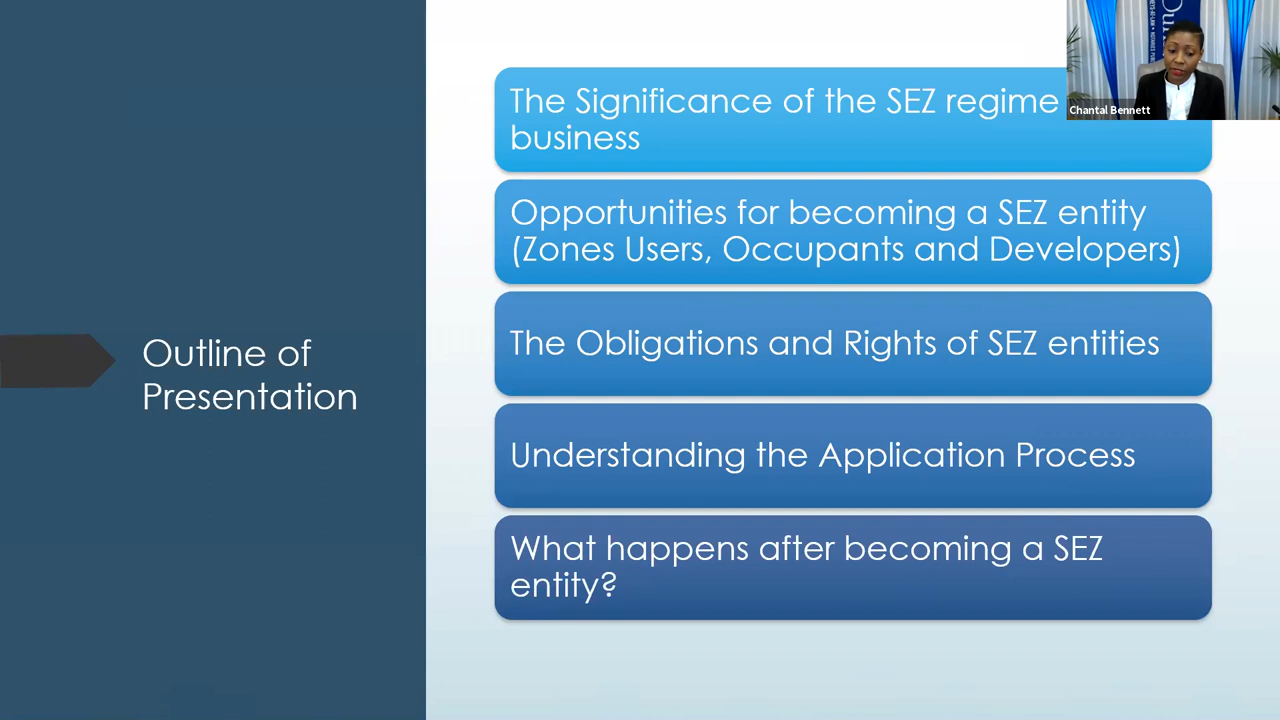 Outline of
Presentation
The Significance of the SEZ regime
business
Opportunities for becoming a SEZ entity
(Zones Users, Occupants and Developers)
The Obligations and Rights of SEZ entities
Understanding the Application Process
What happens after becoming a SEZ
entity?
Chantal Bennett